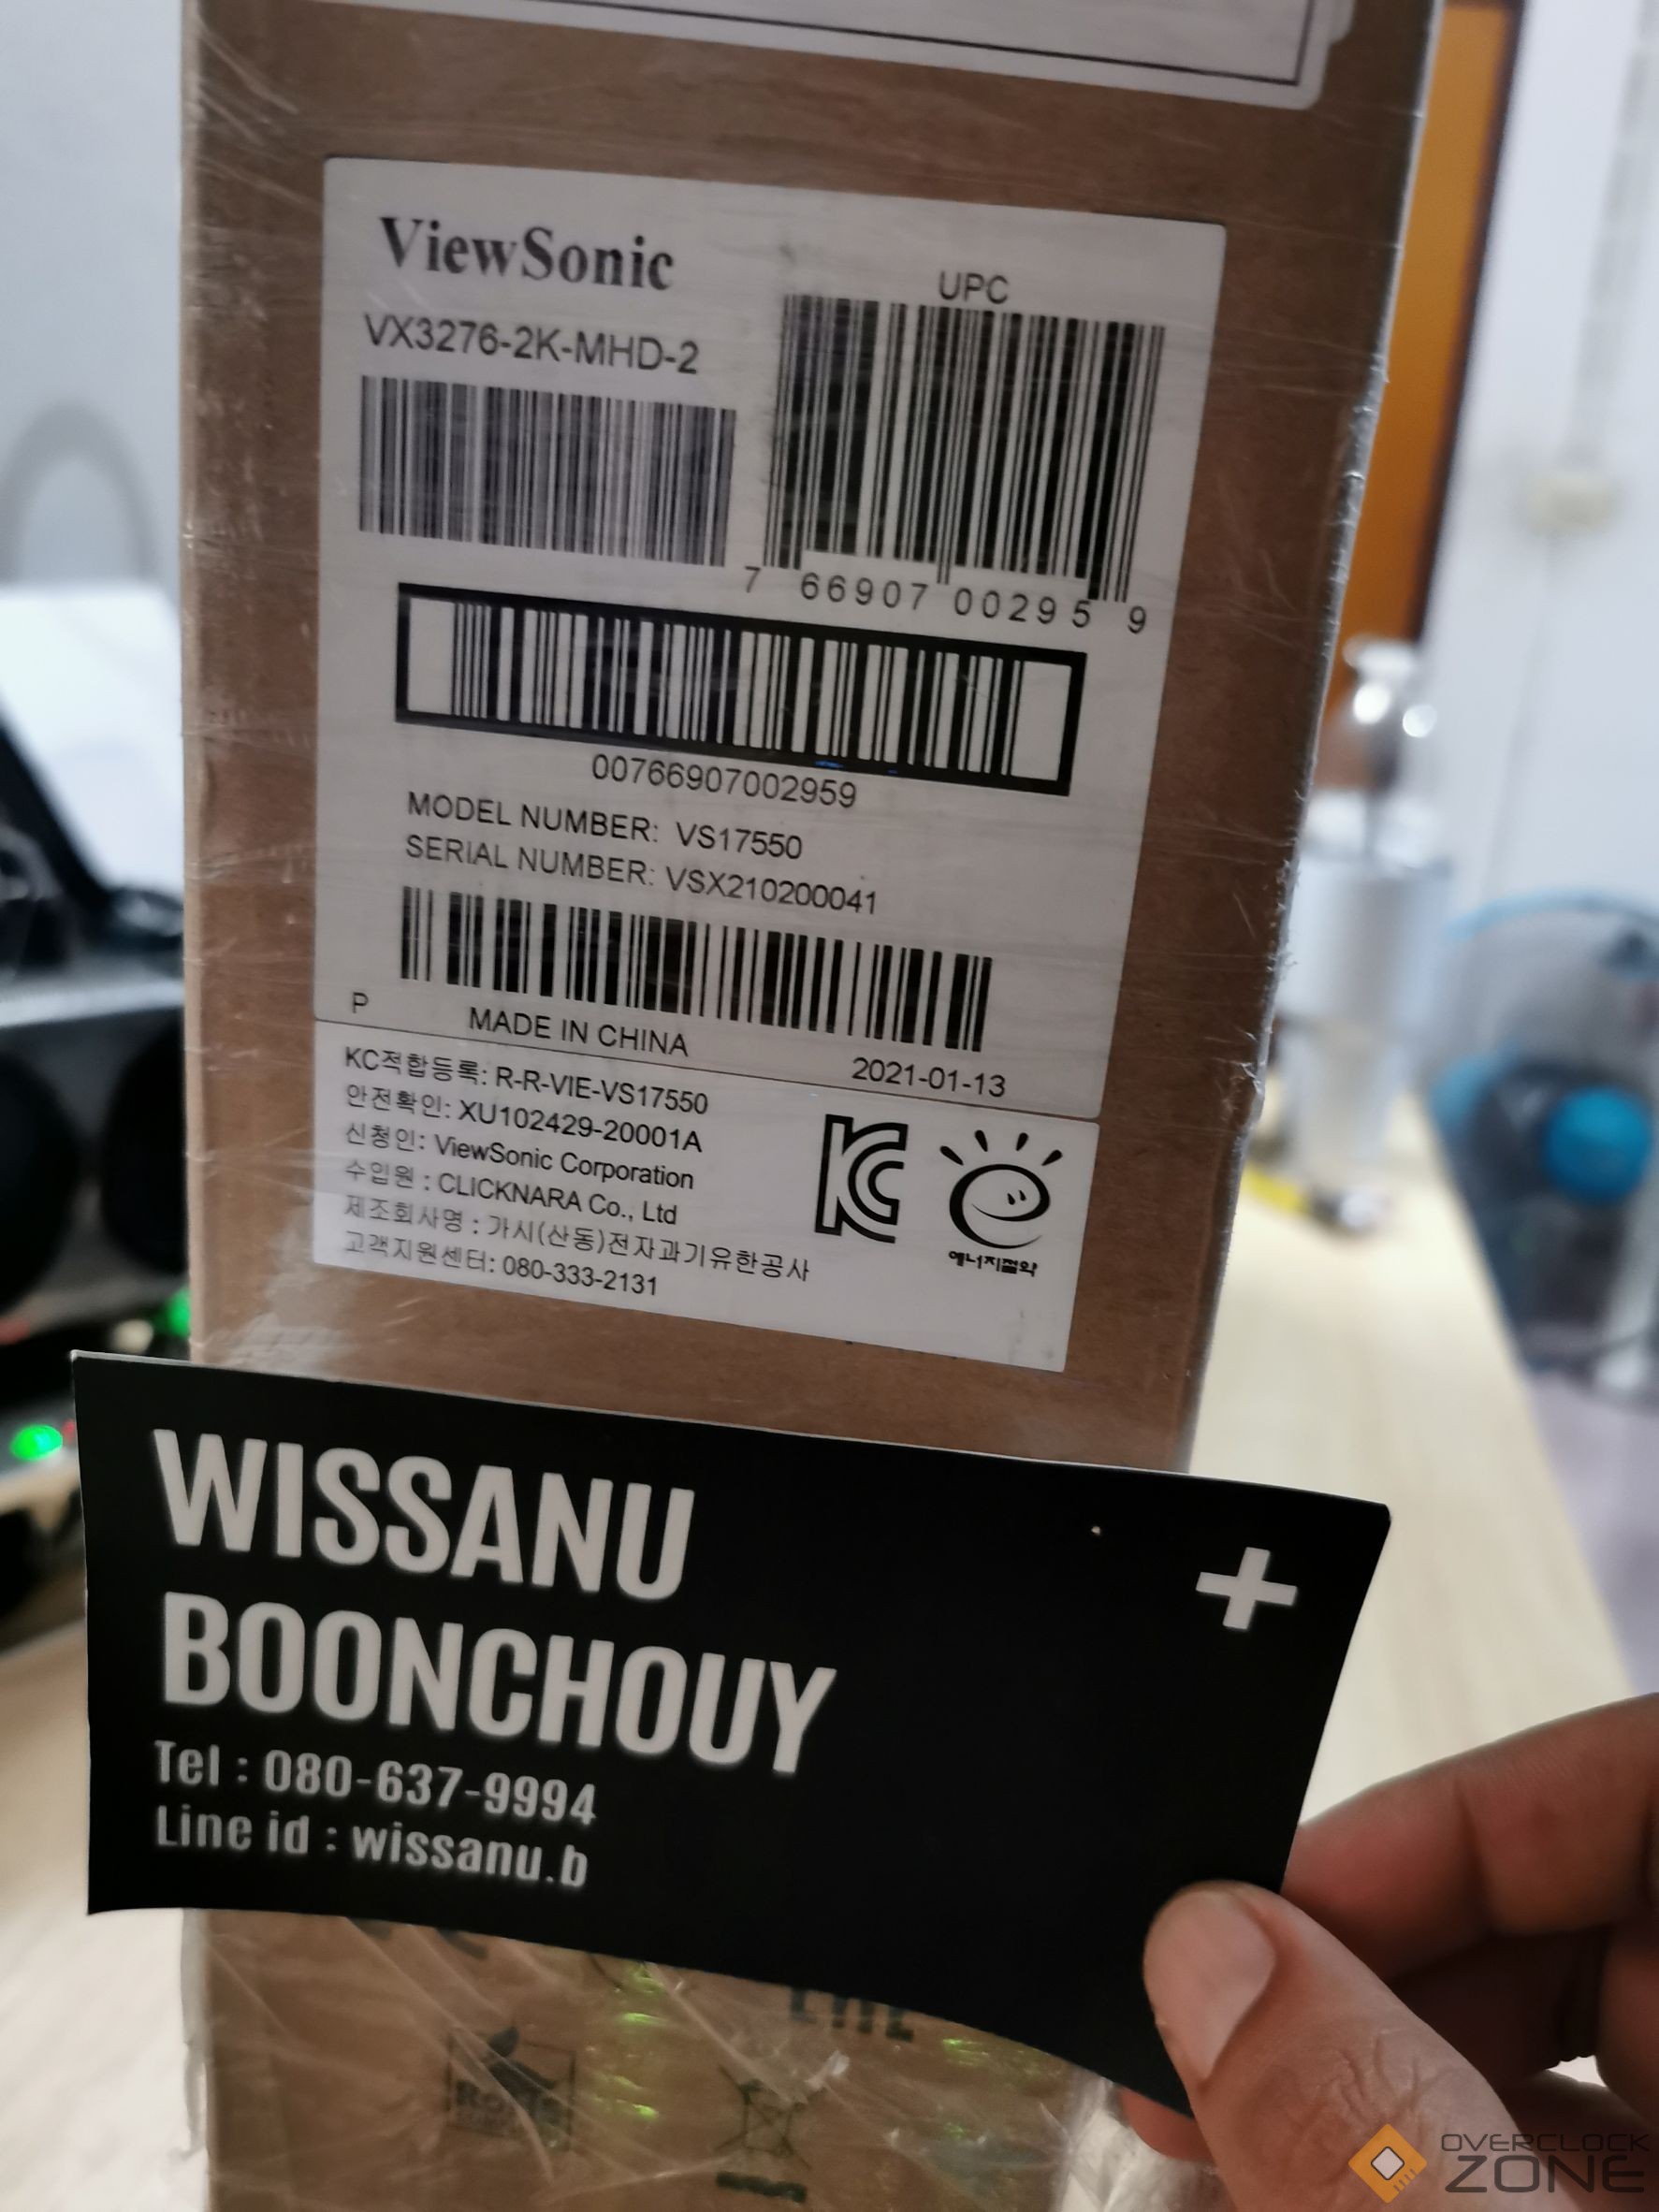 ViewSonic
VX3276-2K-MHD-2
UPC
7 66907 00295 9
00766907002959
MODEL NUMBER: VS17550
SERIAL NUMBER: VSX210200041
P MADE IN CHINA 2021-01-13
KC적합등록: R-R-VIE-VS17550
안전확인: XU102429-20001A
신청인: ViewSonic Corporation
수입원 : CLICKNARA Co., Ltd
제조회사명 : 가시(산동)전자과기유한공사
고객지원센터: 080-333-2131
KC
에너지절약
WISSANU
BOONCHOUY
Tel : 080-637-9994
Line id : wissanu.b
RoHS
OVERCLOCK
ZONE